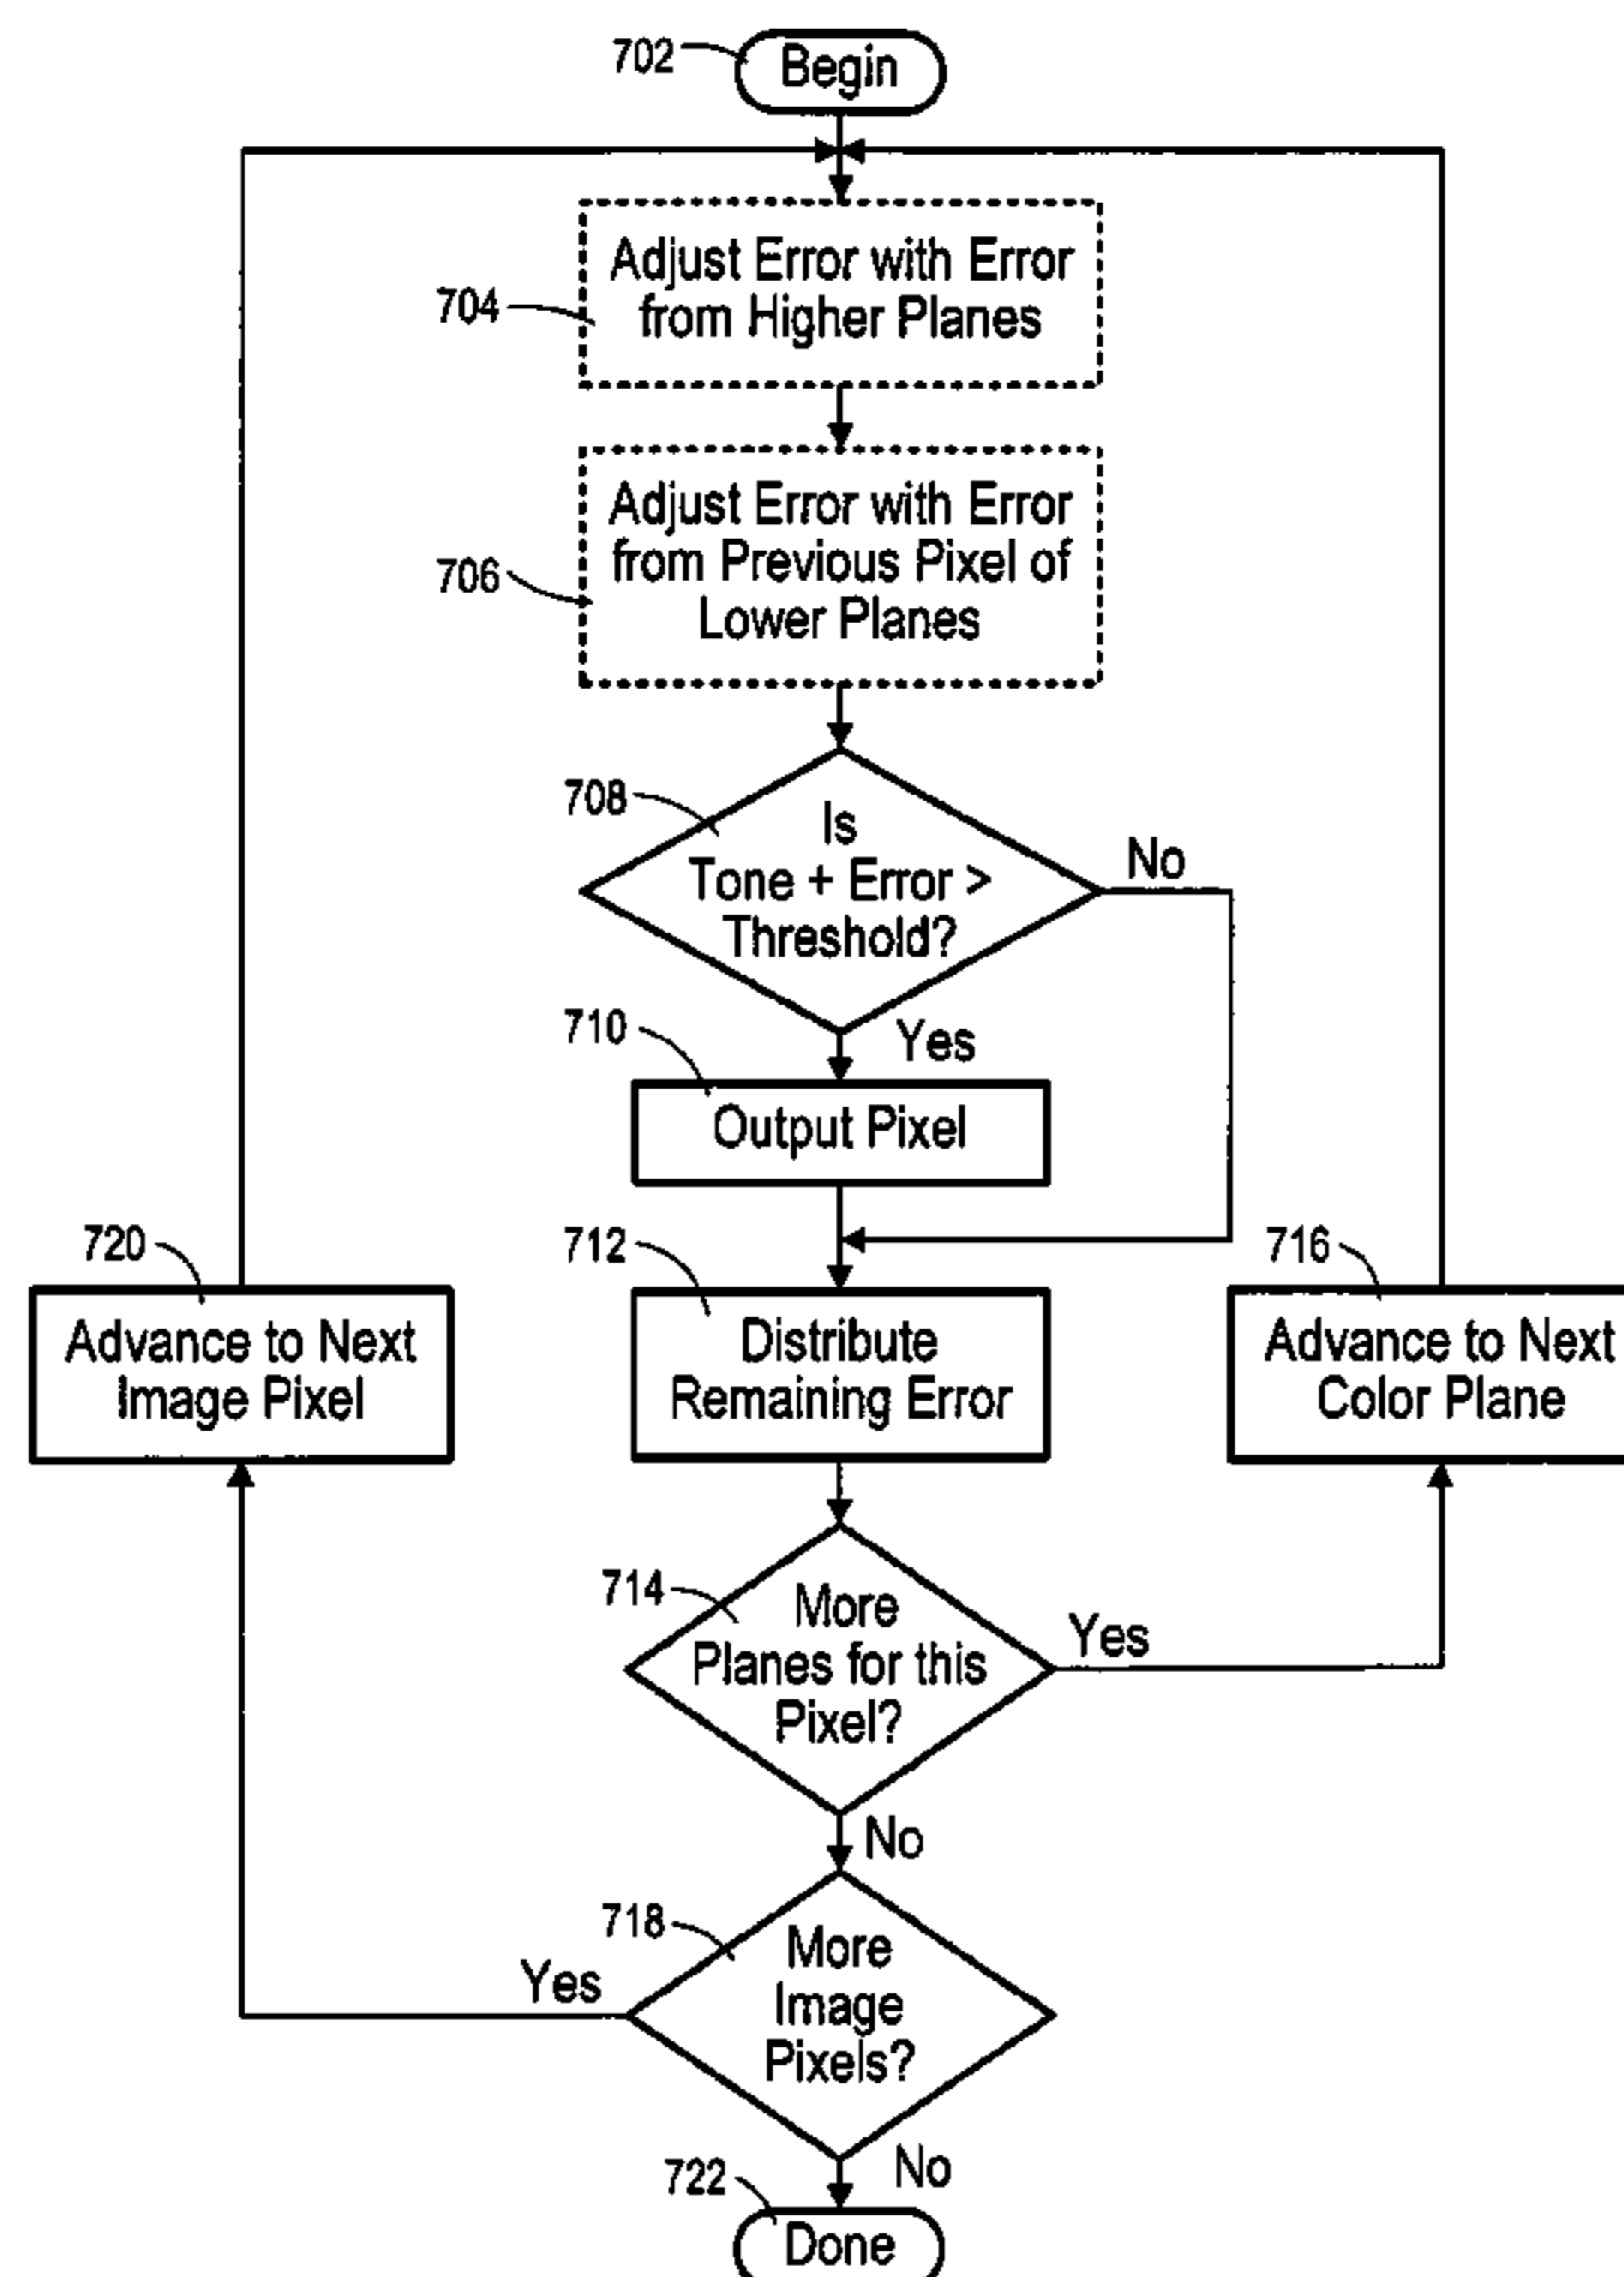 702
Begin
704
Adjust Error with Error
from Higher Planes
706
Adjust Error with Error
from Previous Pixel of
Lower Planes
708
Is
Tone + Error >
Threshold?
No
Yes
710
Output Pixel
712
Distribute
Remaining Error
720
Advance to Next
Image Pixel
716
Advance to Next
Color Plane
714
More
Planes for this
Pixel?
Yes
No
718
More
Image
Pixels?
Yes
No
722
Done